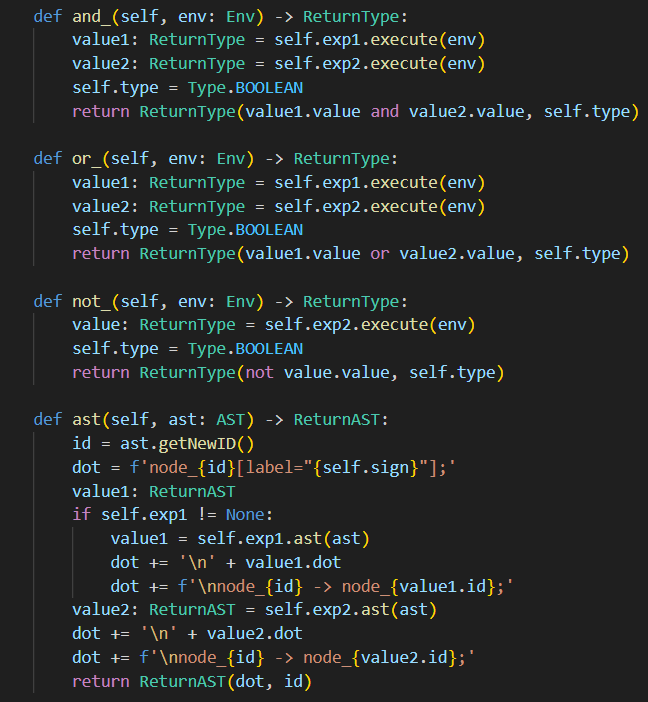 def and_(self, env: Env) -> ReturnType:
    value1: ReturnType = self.exp1.execute(env)
    value2: ReturnType = self.exp2.execute(env)
    self.type = Type.BOOLEAN
    return ReturnType(value1.value and value2.value, self.type)

def or_(self, env: Env) -> ReturnType:
    value1: ReturnType = self.exp1.execute(env)
    value2: ReturnType = self.exp2.execute(env)
    self.type = Type.BOOLEAN
    return ReturnType(value1.value or value2.value, self.type)

def not_(self, env: Env) -> ReturnType:
    value: ReturnType = self.exp2.execute(env)
    self.type = Type.BOOLEAN
    return ReturnType(not value.value, self.type)

def ast(self, ast: AST) -> ReturnAST:
    id = ast.getNewID()
    dot = f'node_{id}[label="{self.sign}"];'
    value1: ReturnAST
    if self.exp1 != None:
        value1 = self.exp1.ast(ast)
        dot += '\n' + value1.dot
        dot += f'\nnode_{id} -> node_{value1.id};'
    value2: ReturnAST = self.exp2.ast(ast)
    dot += '\n' + value2.dot
    dot += f'\nnode_{id} -> node_{value2.id};'
    return ReturnAST(dot, id)